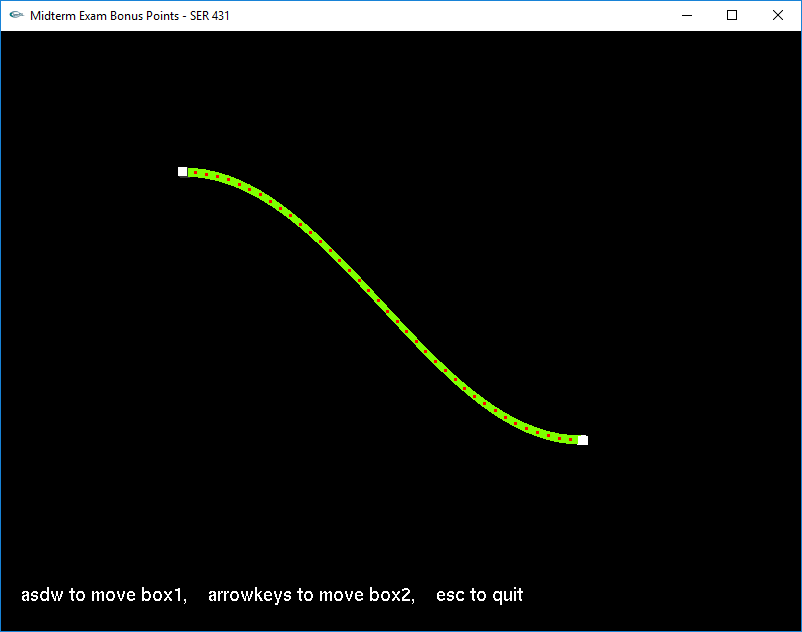 Midterm Exam Bonus Points - SER 431
asdw to move box1,    arrowkeys to move box2,    esc to quit